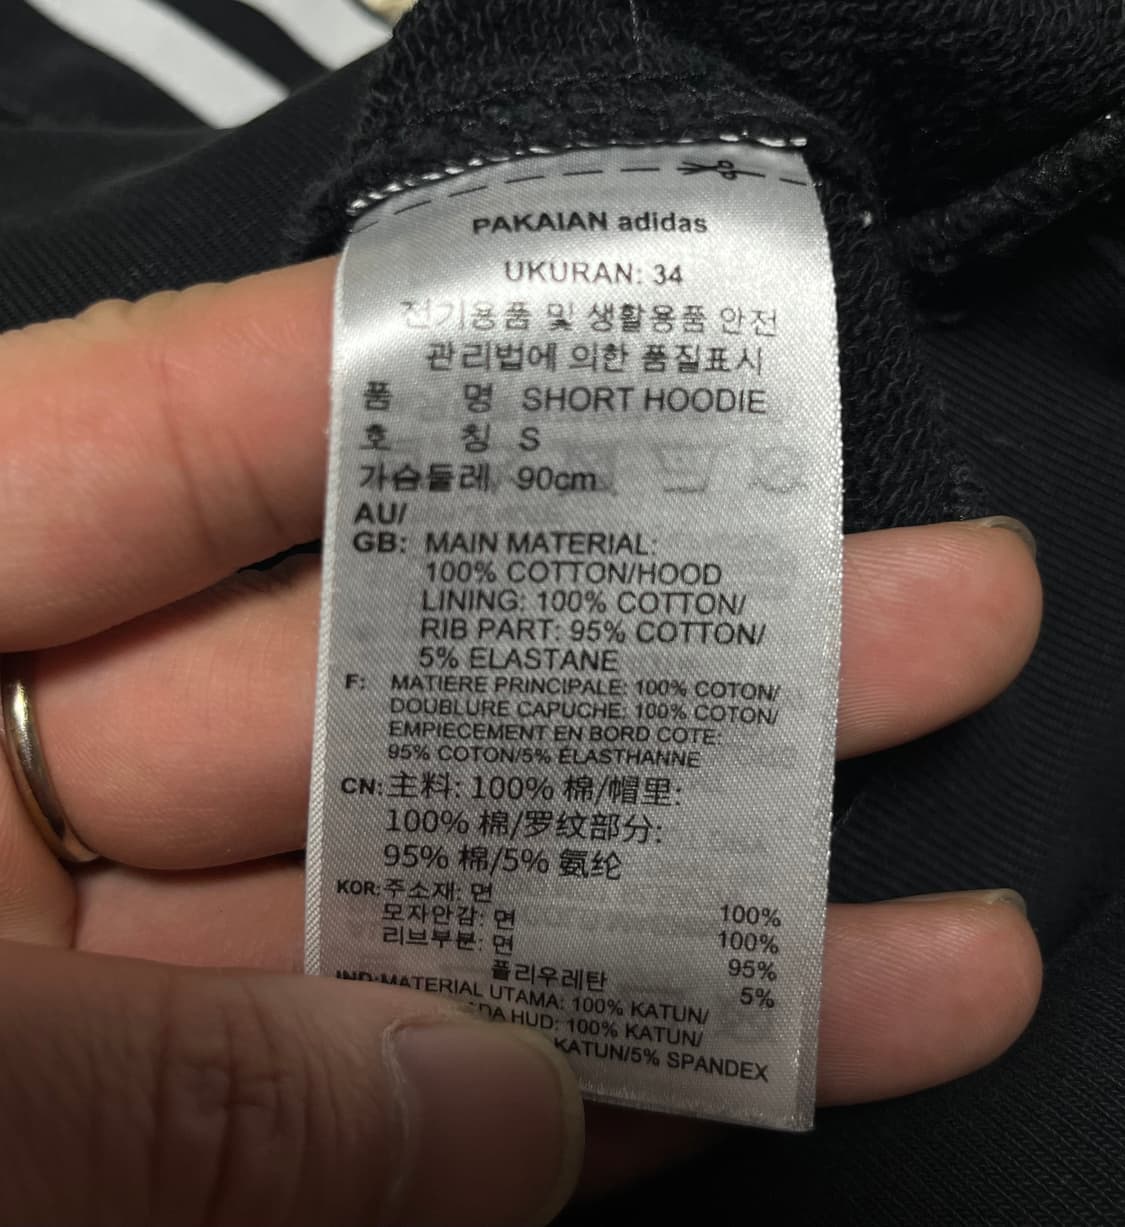 PAKAIAN adidas
UKURAN: 34
전기용품 및 생활용품 안전
관리법에 의한 품질표시
품 명 SHORT HOODIE
호 칭 S
가슴둘레 90cm
AU/
GB: MAIN MATERIAL:
100% COTTON/HOOD
LINING: 100% COTTON/
RIB PART: 95% COTTON/
5% ELASTANE
F: MATIERE PRINCIPALE: 100% COTON/
DOUBLURE CAPUCHE: 100% COTON/
EMPIECEMENT EN BORD COTE:
95% COTON/5% ÉLASTHANNE
CN: 主料: 100% 棉/帽里:
100% 棉/罗纹部分:
95% 棉/5% 氨纶
KOR: 주소재: 면 100%
모자안감: 면 100%
리브부분: 면 95%
폴리우레탄 5%
IND: MATERIAL UTAMA: 100% KATUN/
HUD: 100% KATUN/
KATUN/5% SPANDEX